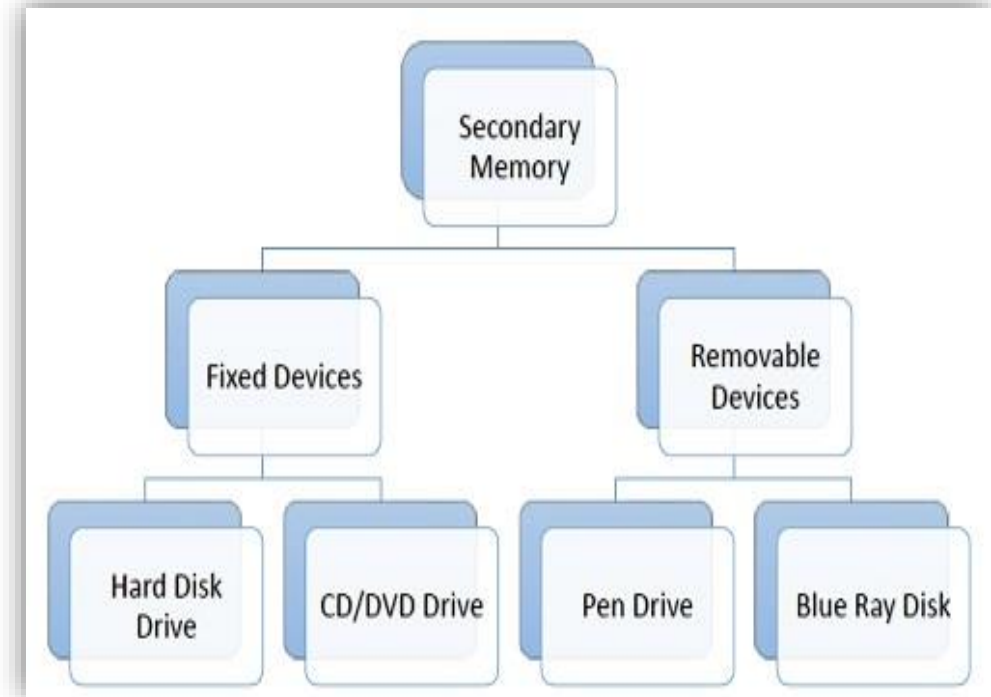 Secondary
Memory
Fixed Devices
Removable
Devices
Hard Disk
Drive
CD/DVD Drive
Pen Drive
Blue Ray Disk